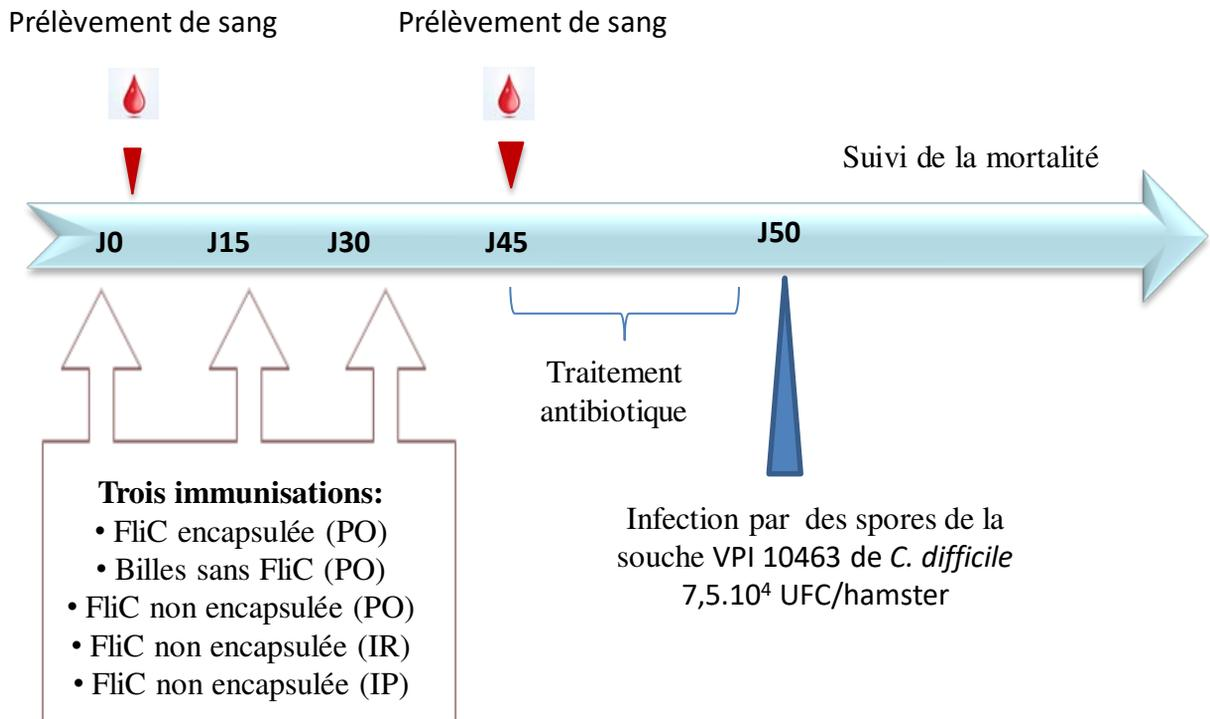 Prélèvement de sang
Prélèvement de sang
Suivi de la mortalité
J0
J15
J30
J45
J50
Traitement
antibiotique
Trois immunisations:
• FliC encapsulée (PO)
• Billes sans FliC (PO)
• FliC non encapsulée (PO)
• FliC non encapsulée (IR)
• FliC non encapsulée (IP)
Infection par des spores de la
souche VPI 10463 de C. difficile
7,5.10⁴ UFC/hamster